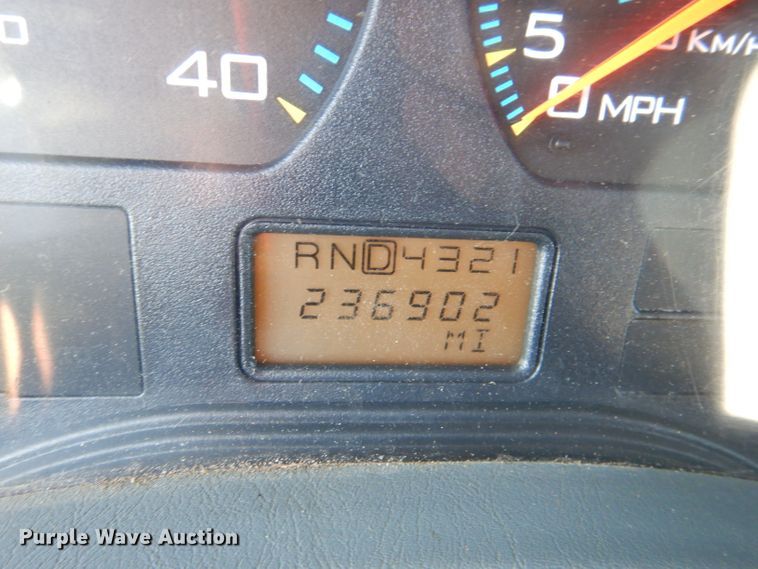 40
5
KM/H
0 MPH
RND4321
236902
MI
Purple Wave Auction